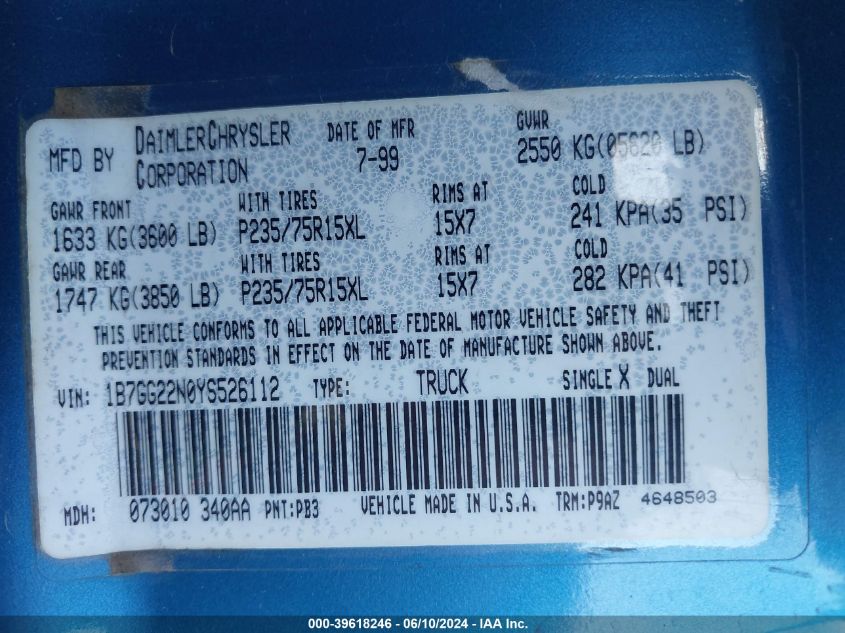 MFD BY DAIMLERCHRYSLER CORPORATION DATE OF MFR 7-99 GVWR 2550 KG(05620 LB)
GAWR FRONT WITH TIRES RIMS AT COLD
1633 KG(3600 LB) P235/75R15XL 15X7 241 KPA(35 PSI)
GAWR REAR WITH TIRES RIMS AT COLD
1747 KG(3850 LB) P235/75R15XL 15X7 282 KPA(41 PSI)
THIS VEHICLE CONFORMS TO ALL APPLICABLE FEDERAL MOTOR VEHICLE SAFETY AND THEFT
PREVENTION STANDARDS IN EFFECT ON THE DATE OF MANUFACTURE SHOWN ABOVE.
VIN: 1B7GG22N0YS526112 TYPE: TRUCK SINGLE X DUAL
MDH: 073010 340AA PNT:PB3 VEHICLE MADE IN U.S.A. TRM:P9AZ 4648503
000-39618246 - 06/10/2024 - IAA Inc.